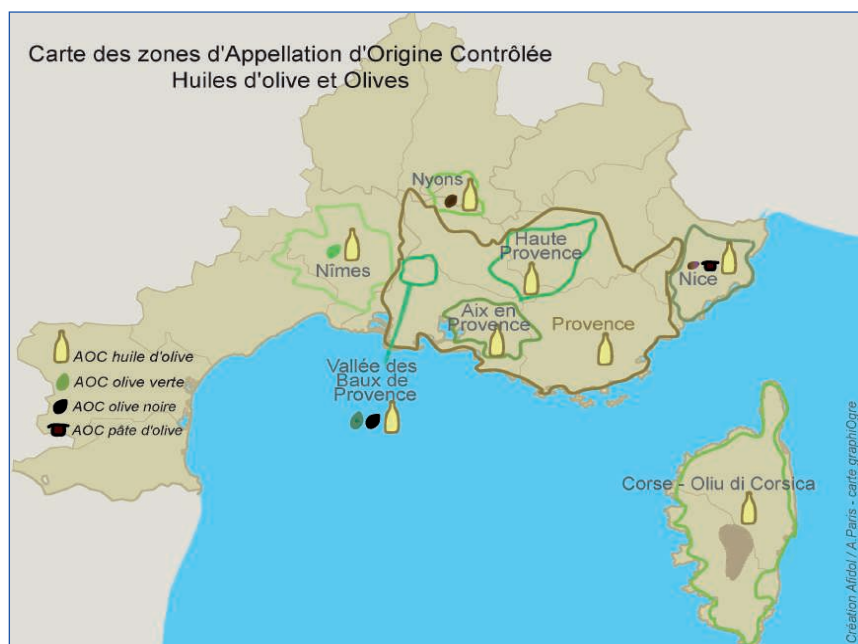 Carte des zones d'Appellation d'Origine Contrôlée
Huiles d'olive et Olives
Nyons
Haute
Provence
Nîmes
Nice
Aix en
Provence
Provence
Vallée des
Baux de
Provence
AOC huile d'olive
AOC olive verte
AOC olive noire
AOC pâte d'olive
Corse - Oliu di Corsica
Création Afidol / A.Paris - carte graphiOgre